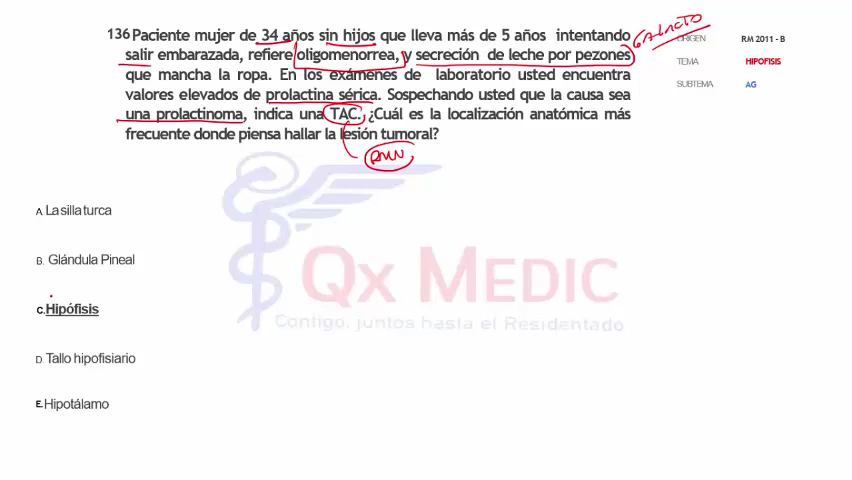 136 Paciente mujer de 34 años sin hijos que lleva más de 5 años intentando
salir embarazada, refiere oligomenorrea, y secreción de leche por pezones
que mancha la ropa. En los exámenes de laboratorio usted encuentra
valores elevados de prolactina sérica. Sospechando usted que la causa sea
una prolactinoma, indica una TAC. ¿Cuál es la localización anatómica más
frecuente donde piensa hallar la lesión tumoral?
GALACTO
ORIGEN RM 2011 - B
TEMA HIPOFISIS
SUBTEMA AG
RMN
A. La silla turca
B. Glándula Pineal
C. Hipófisis
D. Tallo hipofisiario
E. Hipotálamo
Qx MEDIC
Contigo, juntos hasta el Residentado